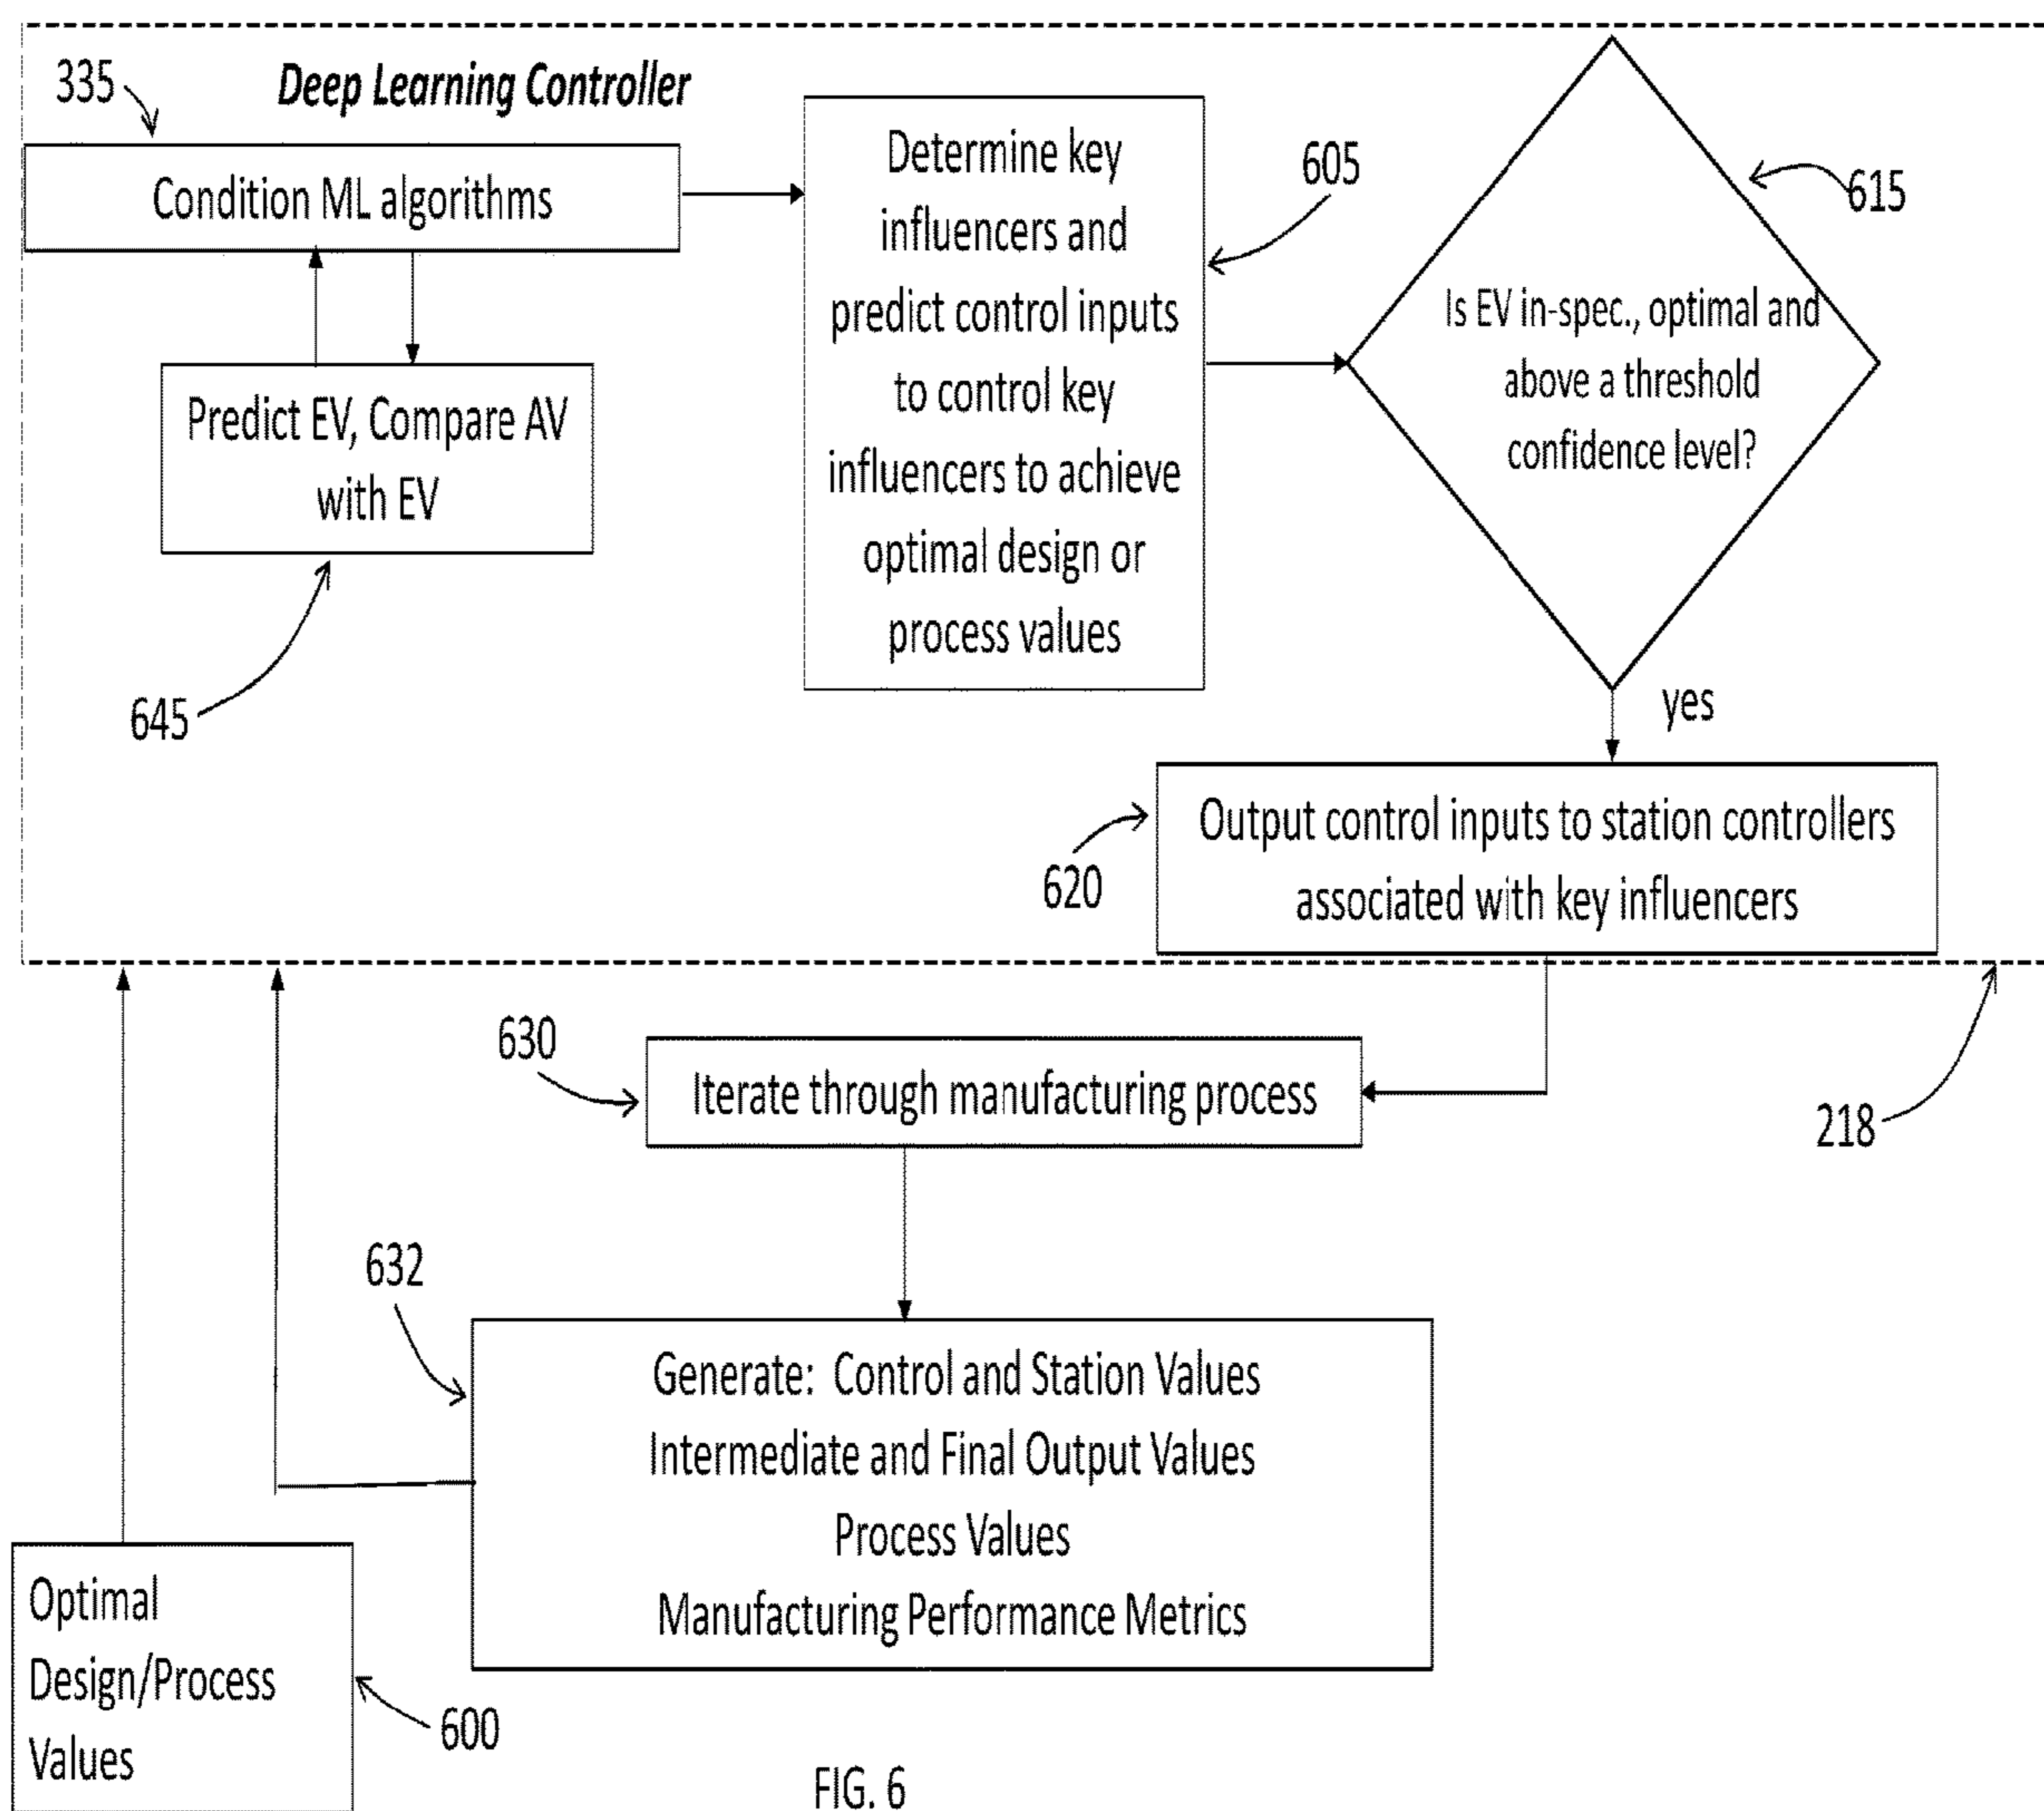 335
Deep Learning Controller
Condition ML algorithms
Predict EV, Compare AV
with EV
645
Determine key
influencers and
predict control inputs
to control key
influencers to achieve
optimal design or
process values
605
Is EV in-spec., optimal and
above a threshold
confidence level?
615
yes
Output control inputs to station controllers
associated with key influencers
620
218
630
Iterate through manufacturing process
632
Generate: Control and Station Values
Intermediate and Final Output Values
Process Values
Manufacturing Performance Metrics
Optimal
Design/Process
Values
600
FIG. 6